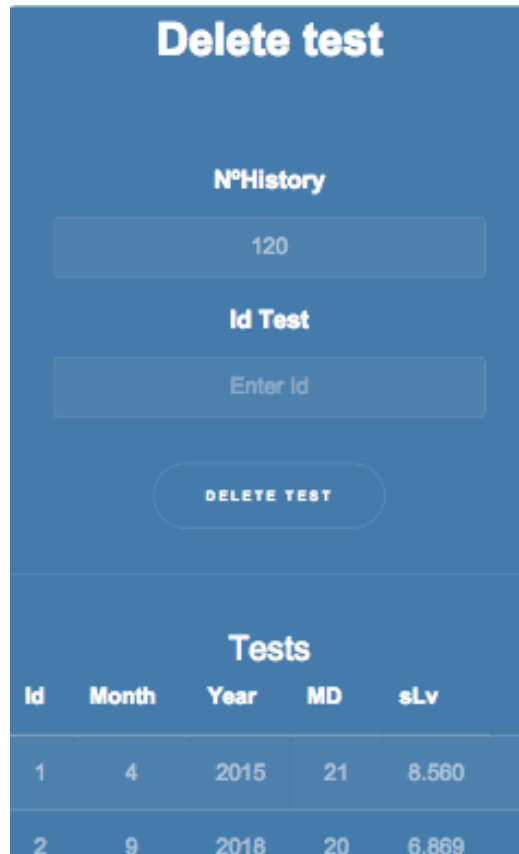 Delete test
NºHistory
120
Id Test
Enter Id
DELETE TEST
Tests
Id Month Year MD sLv
1 4 2015 21 8.560
2 9 2018 20 6.869